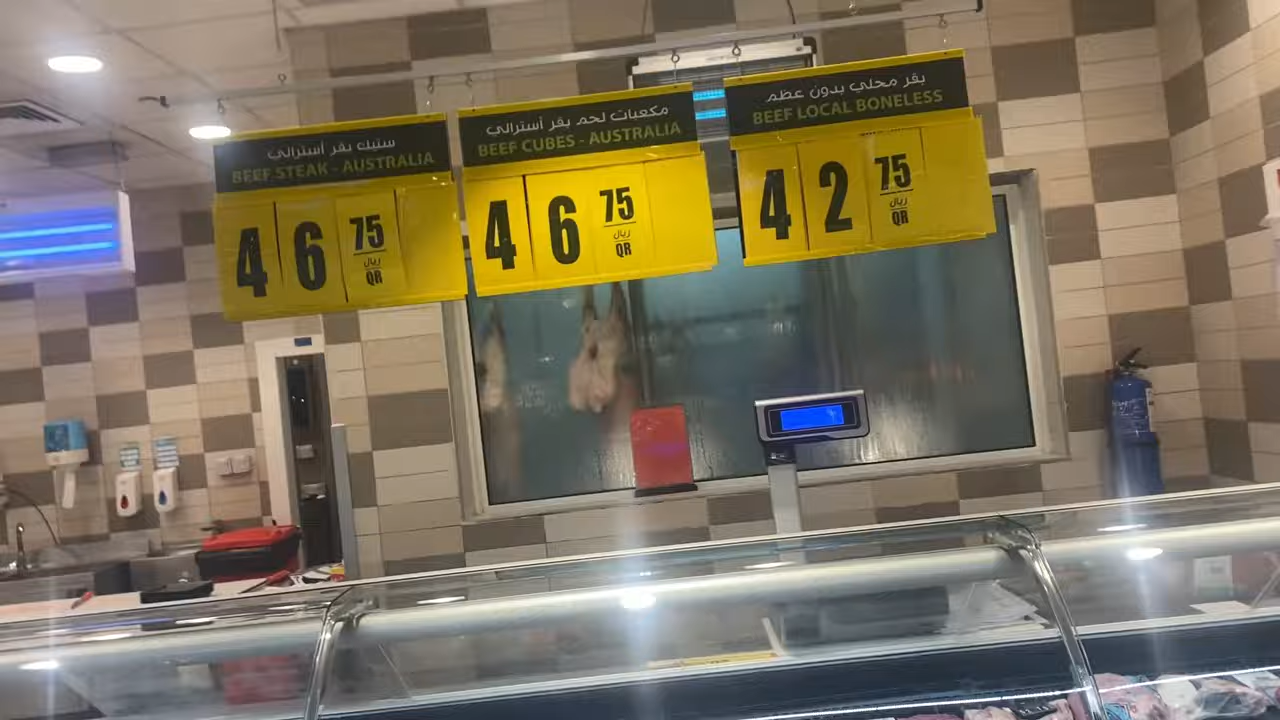 ستيك بقر أسترالي
BEEF STEAK - AUSTRALIA
4 6 75
ريال
QR
مكعبات لحم بقر أسترالي
BEEF CUBES - AUSTRALIA
4 6 75
ريال
QR
بقر محلي بدون عظم
BEEF LOCAL BONELESS
4 2 75
ريال
QR